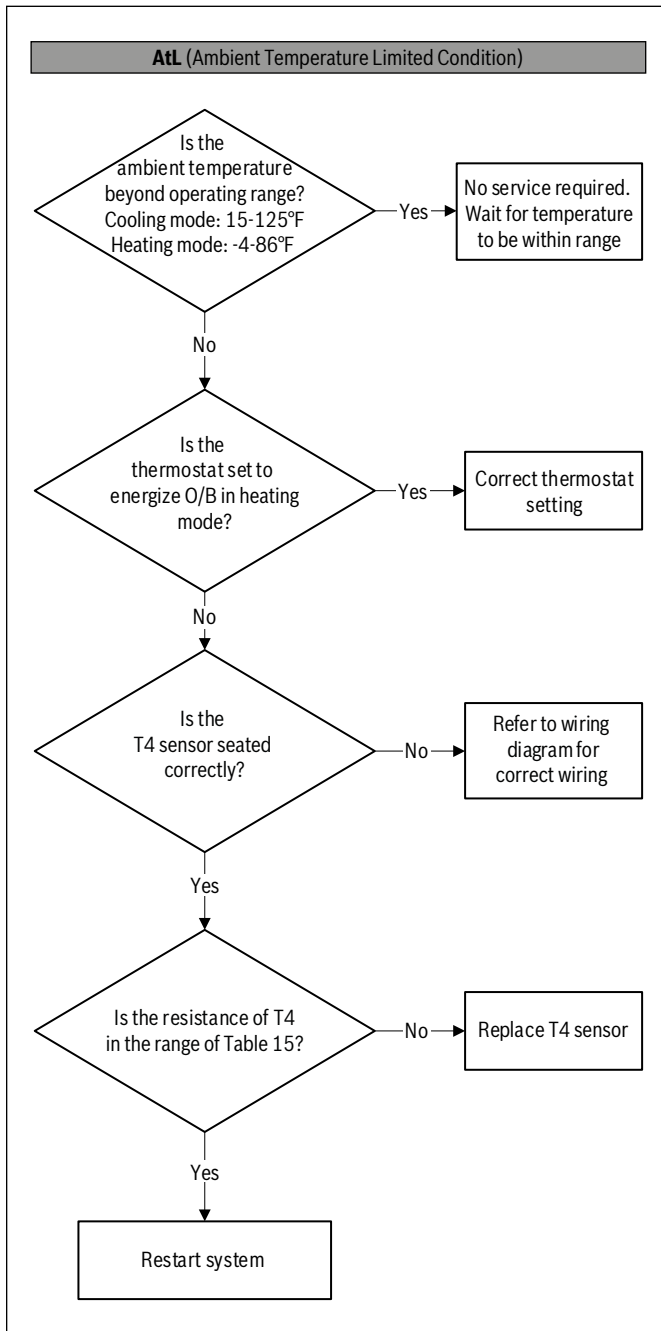 AtL (Ambient Temperature Limited Condition)
Is the
ambient temperature
beyond operating range?
Cooling mode: 15-125°F
Heating mode: -4-86°F
Yes
No service required.
Wait for temperature
to be within range
No
Is the
thermostat set to
energize O/B in heating
mode?
Yes
Correct thermostat
setting
No
Is the
T4 sensor seated
correctly?
No
Refer to wiring
diagram for
correct wiring
Yes
Is the resistance of T4
in the range of Table 15?
No
Replace T4 sensor
Yes
Restart system